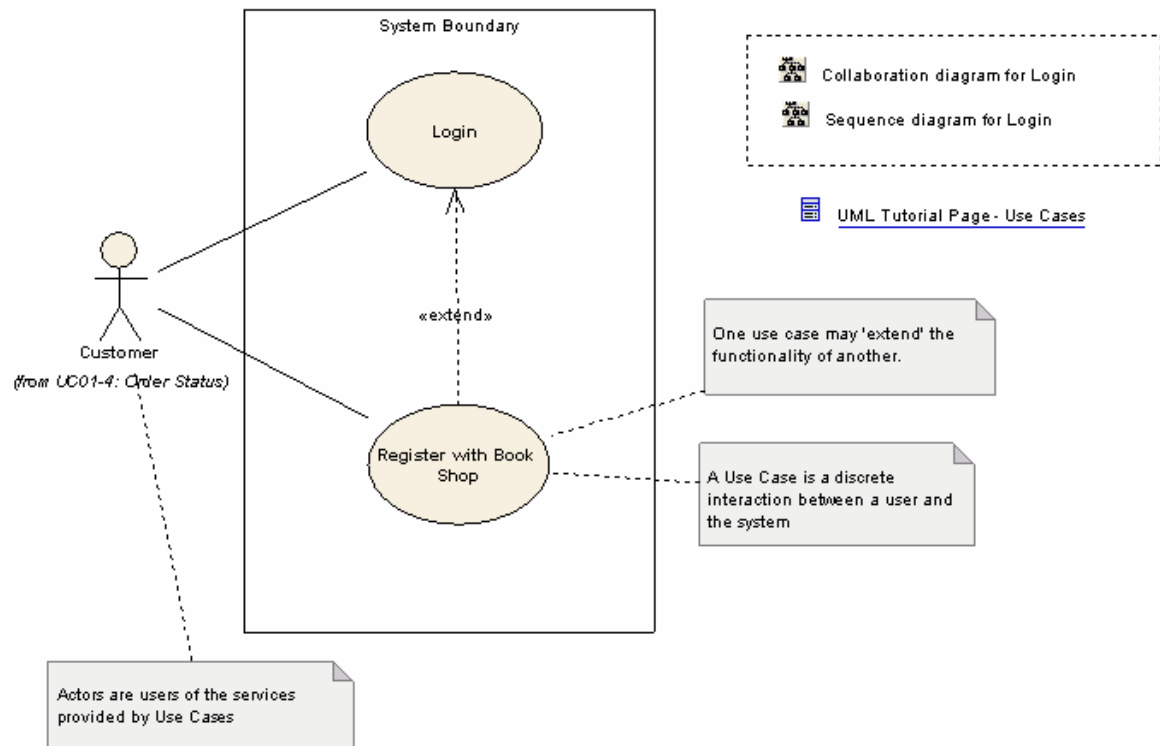 System Boundary
Login
Collaboration diagram for Login
Sequence diagram for Login
UML Tutorial Page - Use Cases
«extend»
Customer
(from UC01-4: Order Status)
One use case may 'extend' the
functionality of another.
Register with Book
Shop
A Use Case is a discrete
interaction between a user and
the system
Actors are users of the services
provided by Use Cases